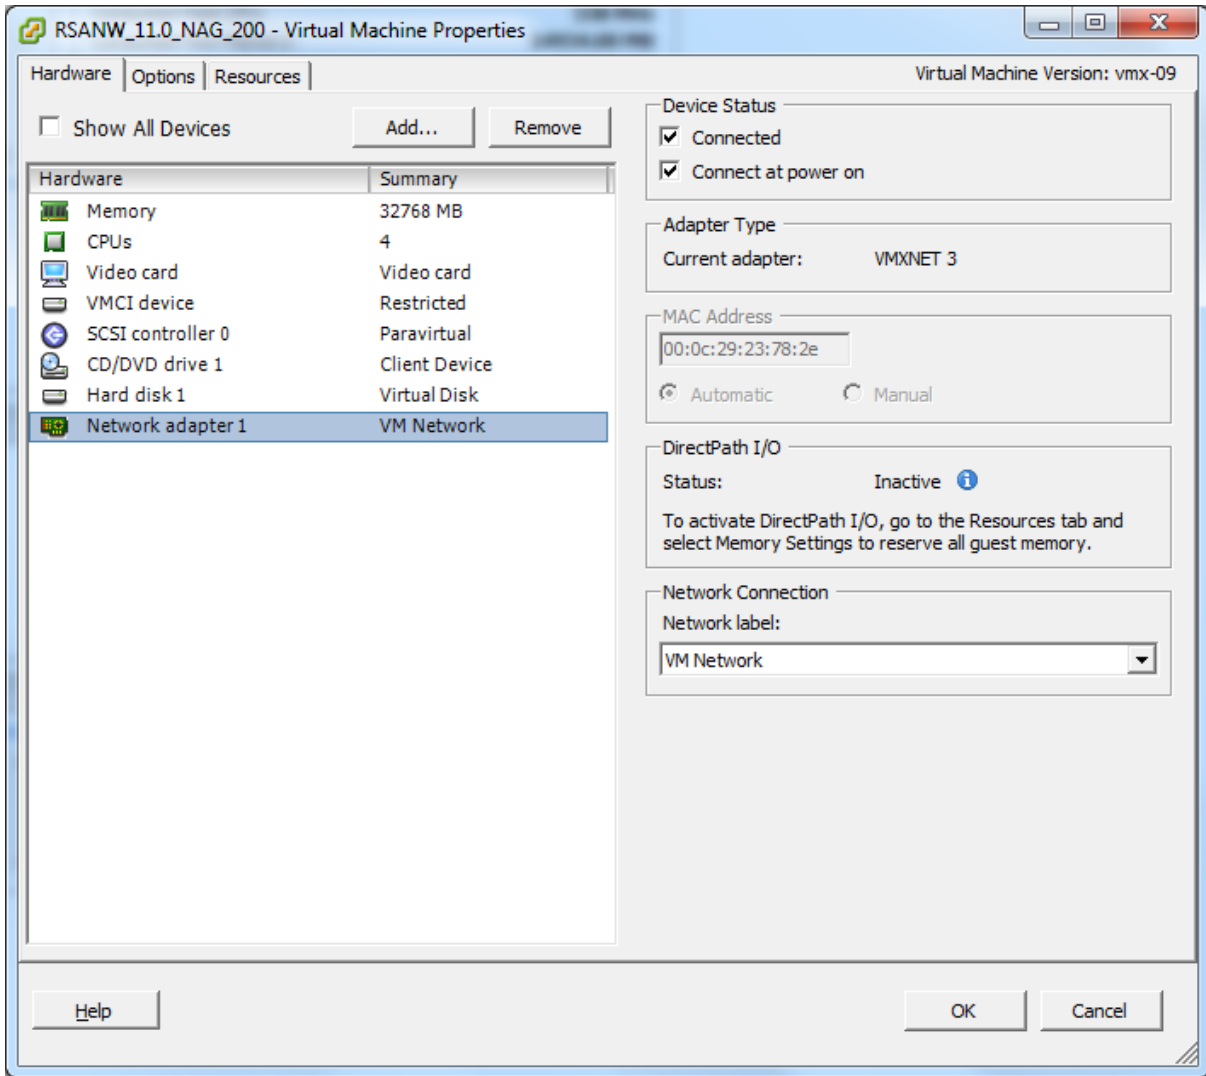 RSANW_11.0_NAG_200 - Virtual Machine Properties
Hardware Options Resources Virtual Machine Version: vmx-09
Show All Devices Add... Remove
Hardware Summary
Memory 32768 MB
CPUs 4
Video card Video card
VMCI device Restricted
SCSI controller 0 Paravirtual
CD/DVD drive 1 Client Device
Hard disk 1 Virtual Disk
Network adapter 1 VM Network
Device Status
Connected
Connect at power on
Adapter Type
Current adapter: VMXNET 3
MAC Address
00:0c:29:23:78:2e
Automatic Manual
DirectPath I/O
Status: Inactive
To activate DirectPath I/O, go to the Resources tab and
select Memory Settings to reserve all guest memory.
Network Connection
Network label:
VM Network
Help OK Cancel